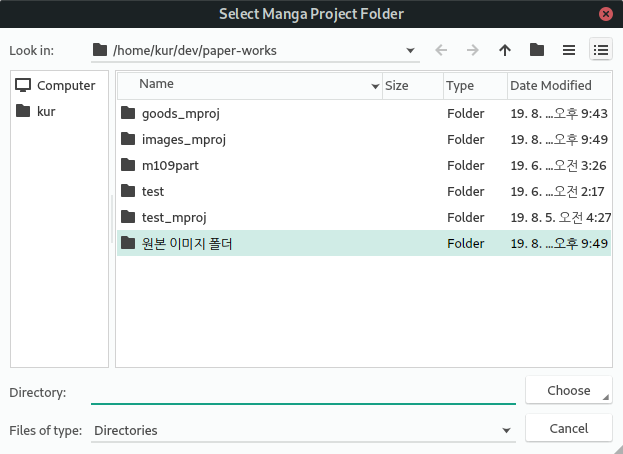 Select Manga Project Folder
Look in: /home/kur/dev/paper-works
Computer
kur
Name Size Type Date Modified
goods_mproj Folder 19. 8. ...오후 9:43
images_mproj Folder 19. 8. ...오후 9:49
m109part Folder 19. 6. ...오전 3:26
test Folder 19. 6. ...오전 2:17
test_mproj Folder 19. 8. 5. 오전 4:27
원본 이미지 폴더 Folder 19. 8. ...오후 9:49
Directory: Choose
Files of type: Directories Cancel